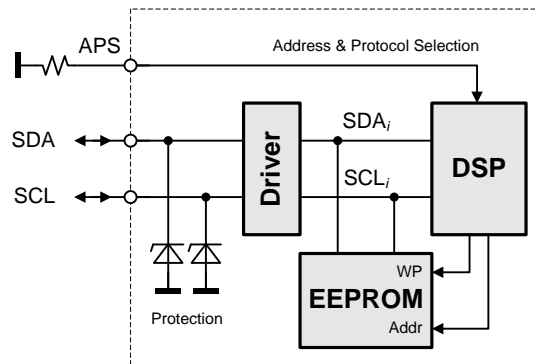 APS
Address & Protocol Selection
SDA
SCL
Driver
SDAi
SCLi
DSP
WP
EEPROM
Addr
Protection